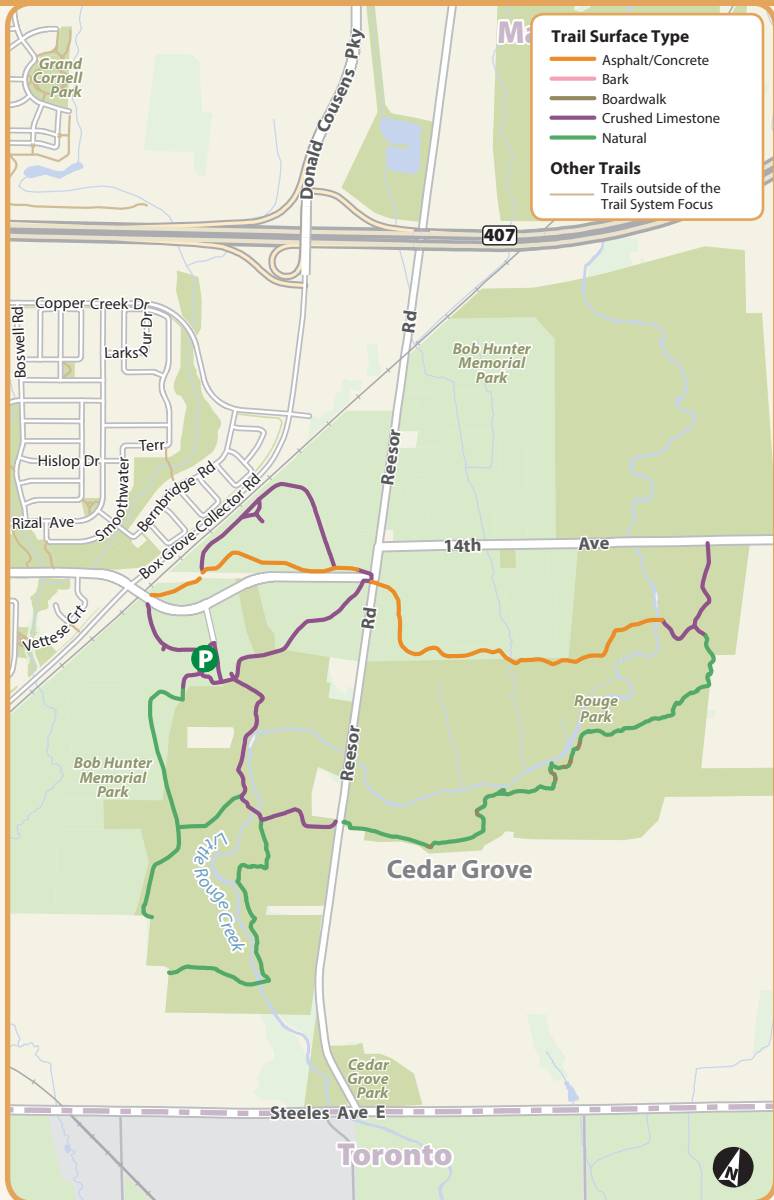 Ma
Trail Surface Type
Asphalt/Concrete
Bark
Boardwalk
Crushed Limestone
Natural
Other Trails
Trails outside of the
Trail System Focus
Grand
Cornell
Park
Donald Cousens Pky
407
Copper Creek Dr
Boswell Rd
Larks
pur Dr
Rd
Bob Hunter
Memorial
Park
Terr
Hislop Dr
Smoothwater
Bernbridge Rd
Reesor
Box Grove Collector Rd
Rizal Ave
14th Ave
Vettese Crt
Rd
P
Rouge
Park
Reesor
Bob Hunter
Memorial
Park
Little Rouge Creek
Cedar Grove
Cedar
Grove
Park
Steeles Ave E
Toronto
N